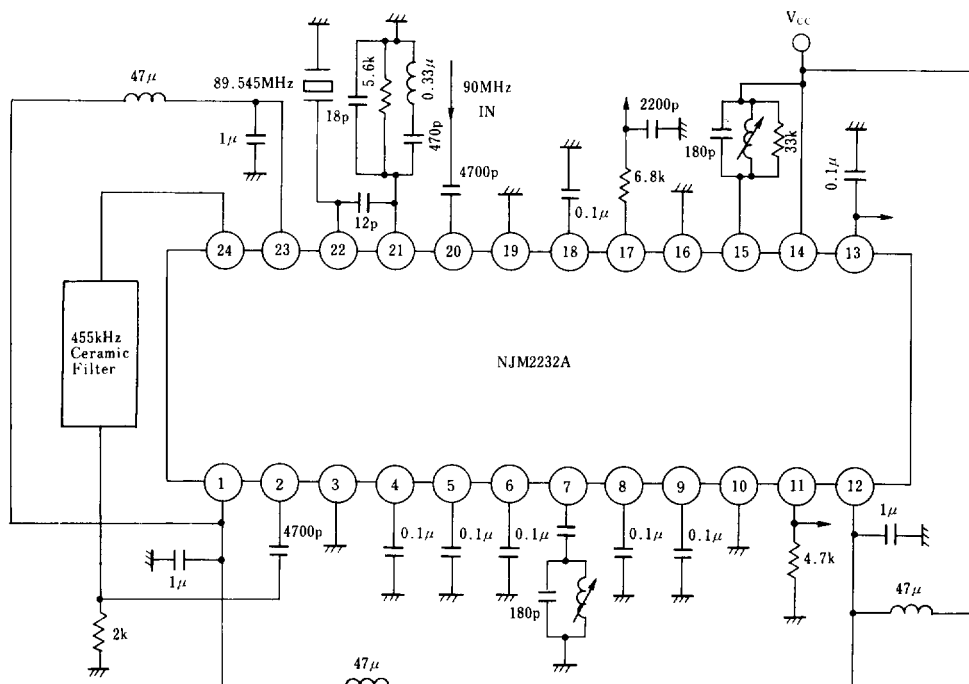 Vcc
47μ
89.545MHz
18p
5.6k
0.33μ
470p
90MHz
IN
2200p
180p
33k
1μ
4700p
0.1μ
6.8k
0.1μ
12p
24
23
22
21
20
19
18
17
16
15
14
13
455kHz
Ceramic
Filter
NJM2232A
1
2
3
4
5
6
7
8
9
10
11
12
4700p
0.1μ
0.1μ
0.1μ
0.1μ
0.1μ
1μ
1μ
180p
4.7k
2k
47μ
47μ